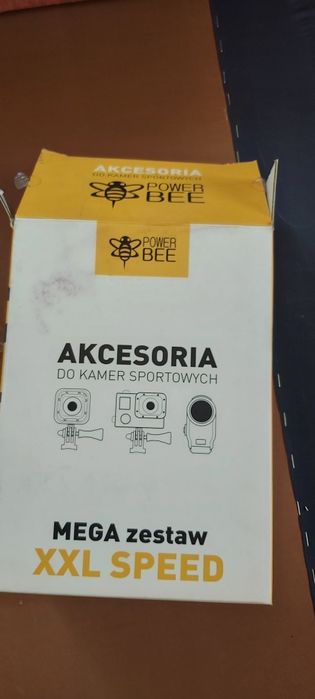 AKCESORIA
DO KAMER SPORTOWYCH
POWER
BEE
POWER
BEE
AKCESORIA
DO KAMER SPORTOWYCH
MEGA zestaw
XXL SPEED